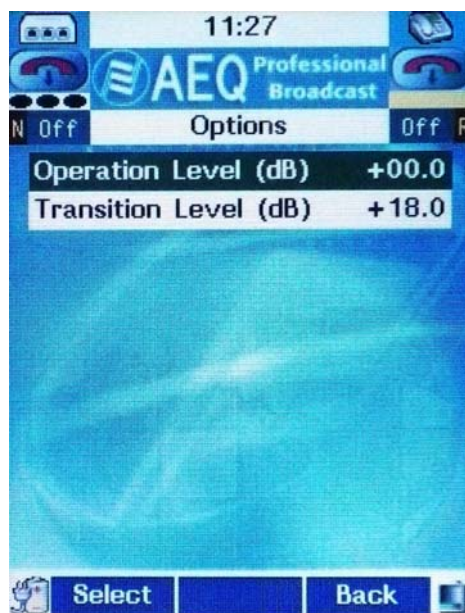 11:27
AEQ Professional Broadcast
N Off Options Off F
Operation Level (dB) +00.0
Transition Level (dB) +18.0
Select Back